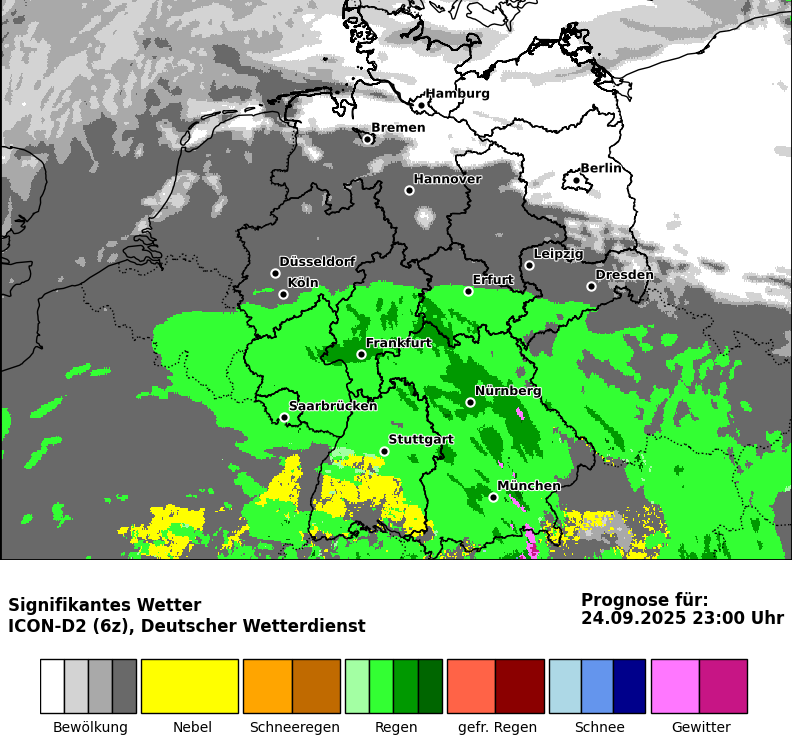 Hamburg
Bremen
Berlin
Hannover
Leipzig
Düsseldorf
Dresden
Köln
Erfurt
Frankfurt
Nürnberg
Saarbrücken
Stuttgart
München
Signifikantes Wetter
ICON-D2 (6z), Deutscher Wetterdienst
Prognose für:
24.09.2025 23:00 Uhr
Bewölkung Nebel Schneeregen Regen gefr. Regen Schnee Gewitter